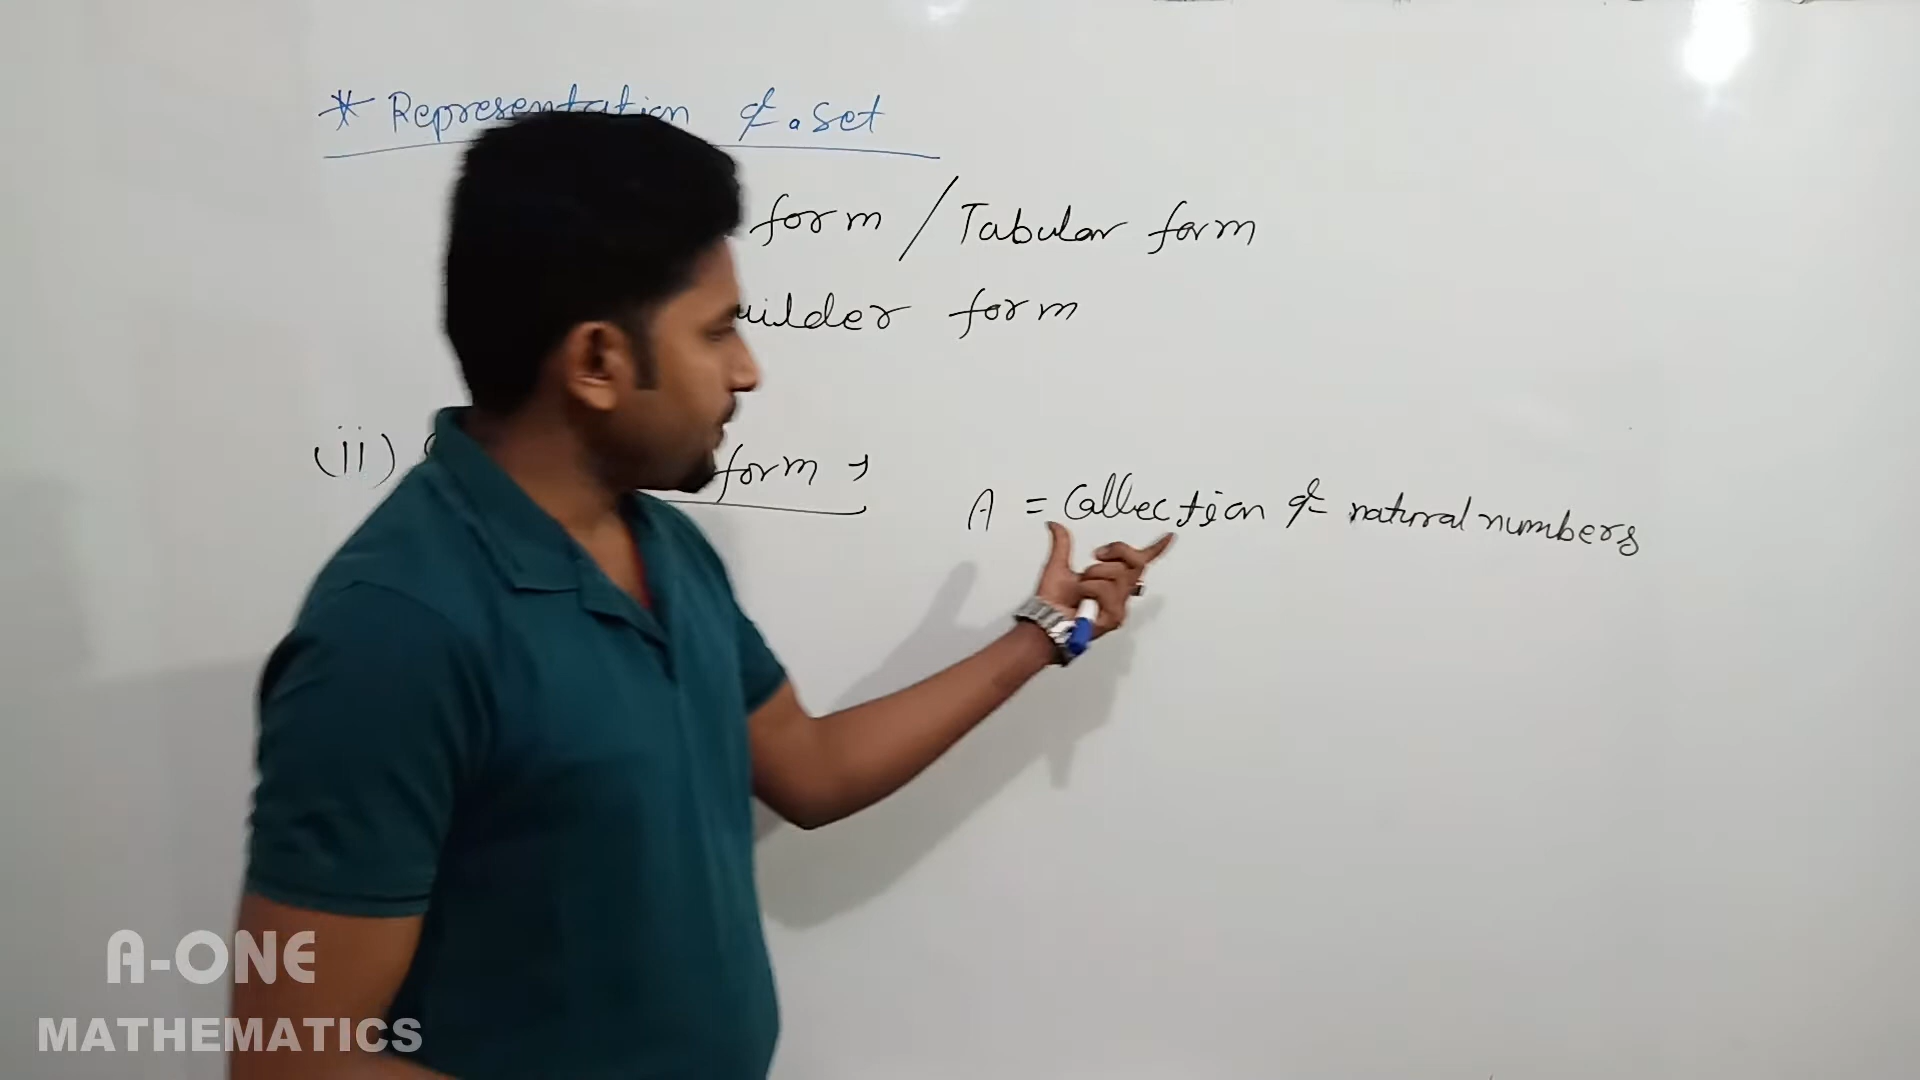 * Representation of a set
form / Tabular form
uilder form
(ii) form →
A = Collection of natural numbers
A-ONE
MATHEMATICS